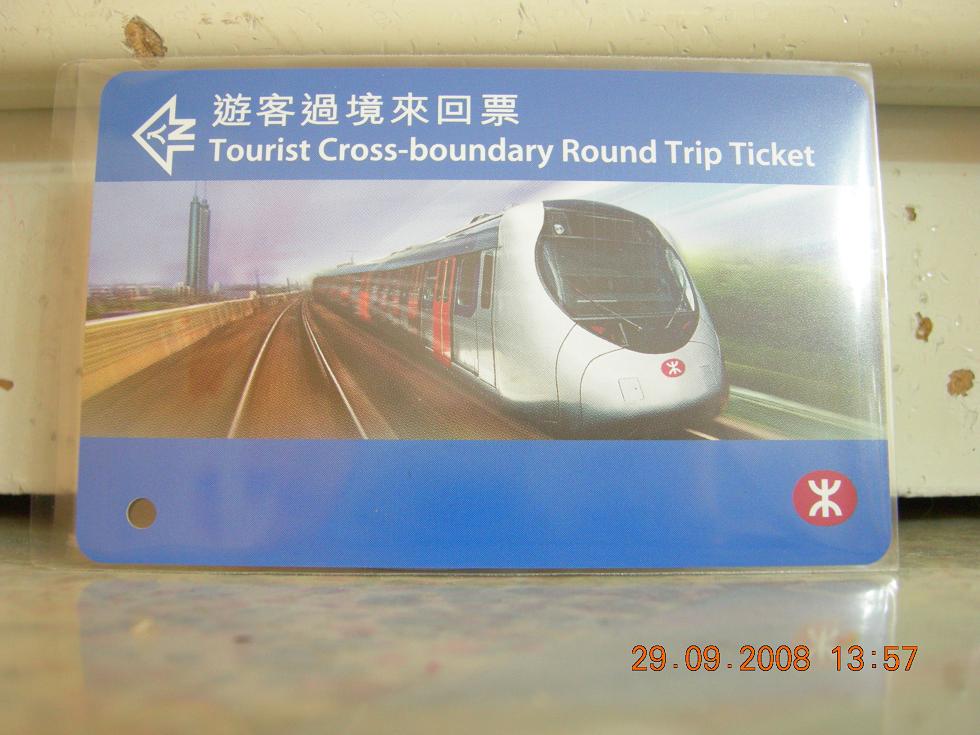 遊客過境來回票
Tourist Cross-boundary Round Trip Ticket
29.09.2008 13:57